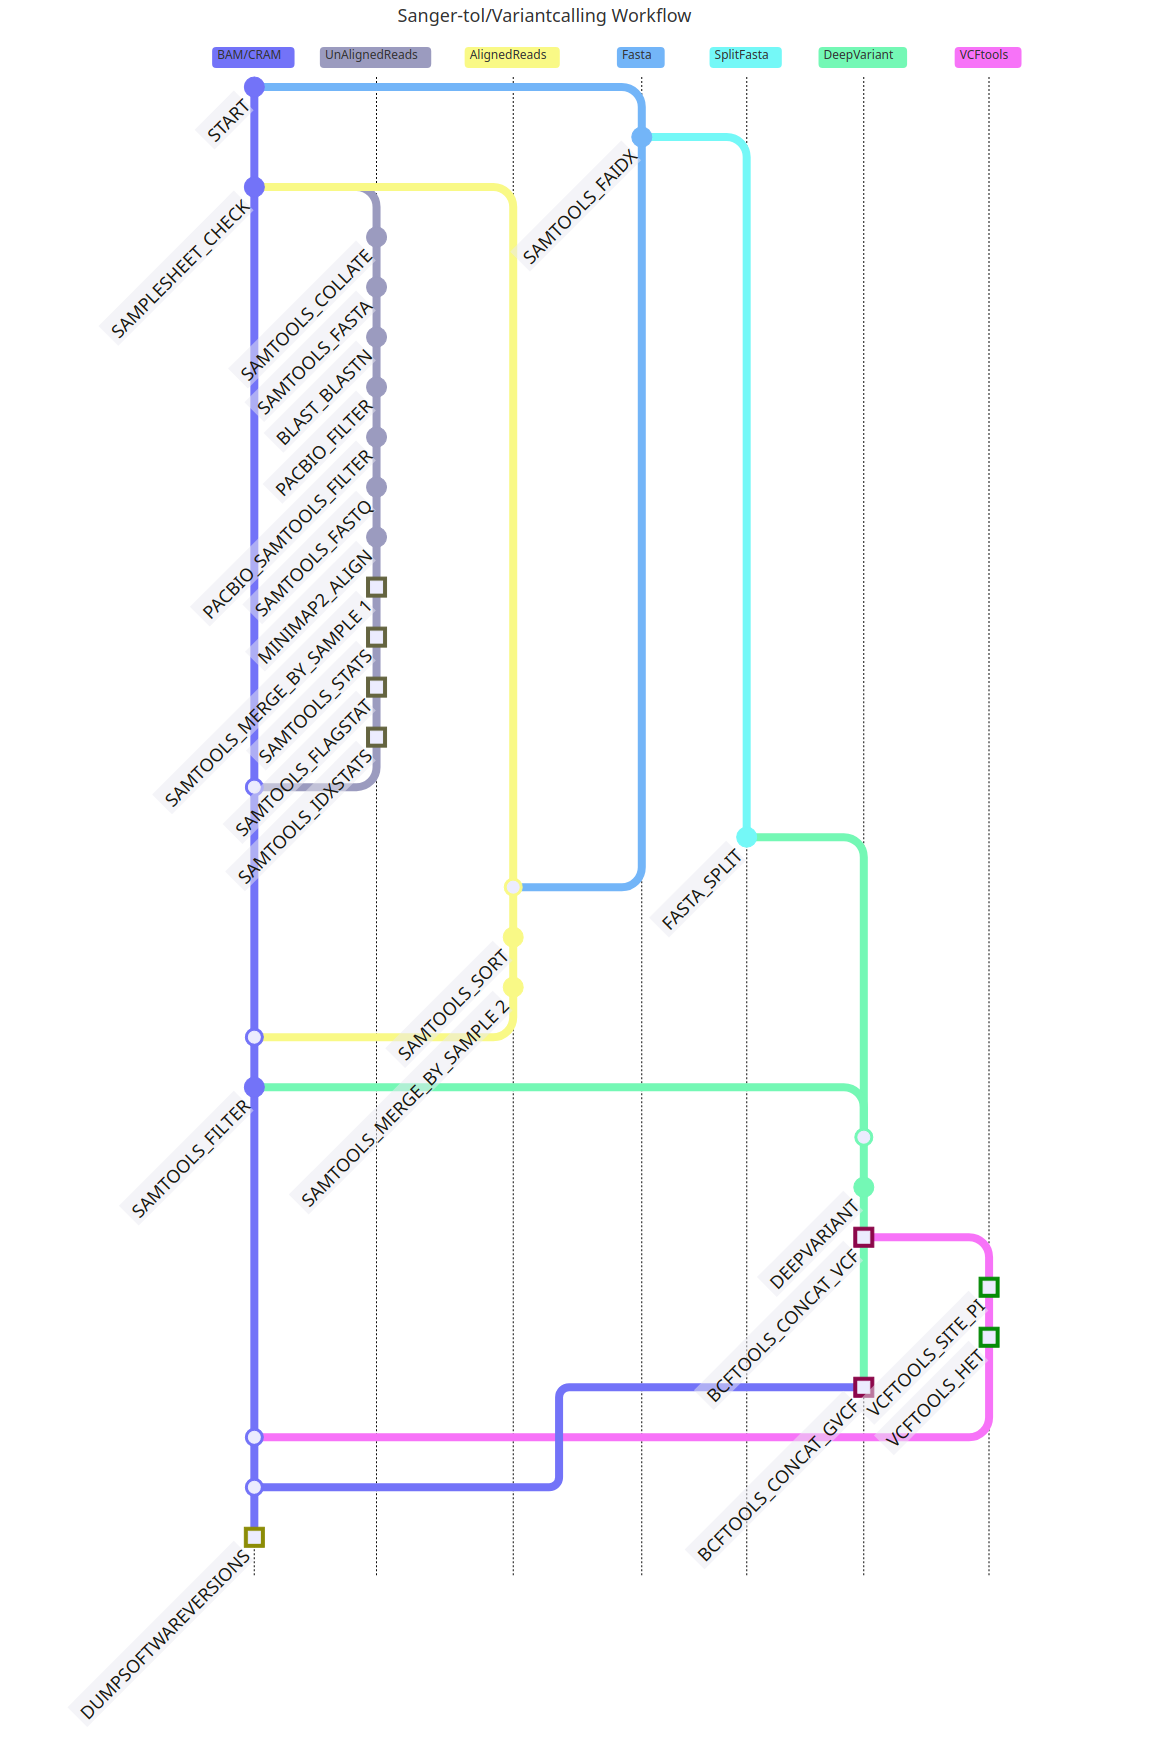 Sanger-tol/Variantcalling Workflow
BAM/CRAM
UnAlignedReads
AlignedReads
Fasta
SplitFasta
DeepVariant
VCFtools
START
SAMTOOLS_FAIDX
SAMPLESHEET_CHECK
SAMTOOLS_COLLATE
SAMTOOLS_FASTA
BLAST_BLASTN
PACBIO_FILTER
PACBIO_SAMTOOLS_FILTER
SAMTOOLS_FASTQ
MINIMAP2_ALIGN
SAMTOOLS_MERGE_BY_SAMPLE 1
SAMTOOLS_STATS
SAMTOOLS_FLAGSTAT
SAMTOOLS_IDXSTATS
FASTA_SPLIT
SAMTOOLS_SORT
SAMTOOLS_MERGE_BY_SAMPLE 2
SAMTOOLS_FILTER
DEEPVARIANT
BCFTOOLS_CONCAT_VCF
VCFTOOLS_SITE_PI
VCFTOOLS_HET
BCFTOOLS_CONCAT_GVCF
DUMPSOFTWAREVERSIONS